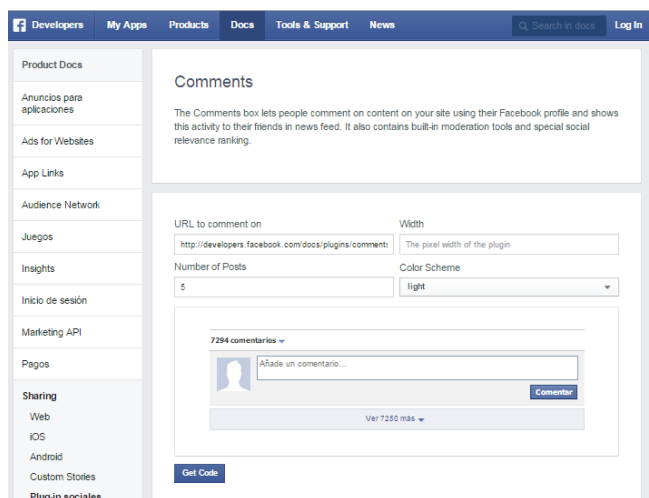 f Developers My Apps Products Docs Tools & Support News Search in docs Log In
Product Docs
Anuncios para
aplicaciones
Ads for Websites
App Links
Audience Network
Juegos
Insights
Inicio de sesión
Marketing API
Pagos
Sharing
Web
iOS
Android
Custom Stories
Plug-in sociales
Comments
The Comments box lets people comment on content on your site using their Facebook profile and shows
this activity to their friends in news feed. It also contains built-in moderation tools and special social
relevance ranking.
URL to comment on Width
http://developers.facebook.com/docs/plugins/comments The pixel width of the plugin
Number of Posts Color Scheme
5 light
7294 comentarios
Añade un comentario...
Comentar
Ver 7250 más
Get Code